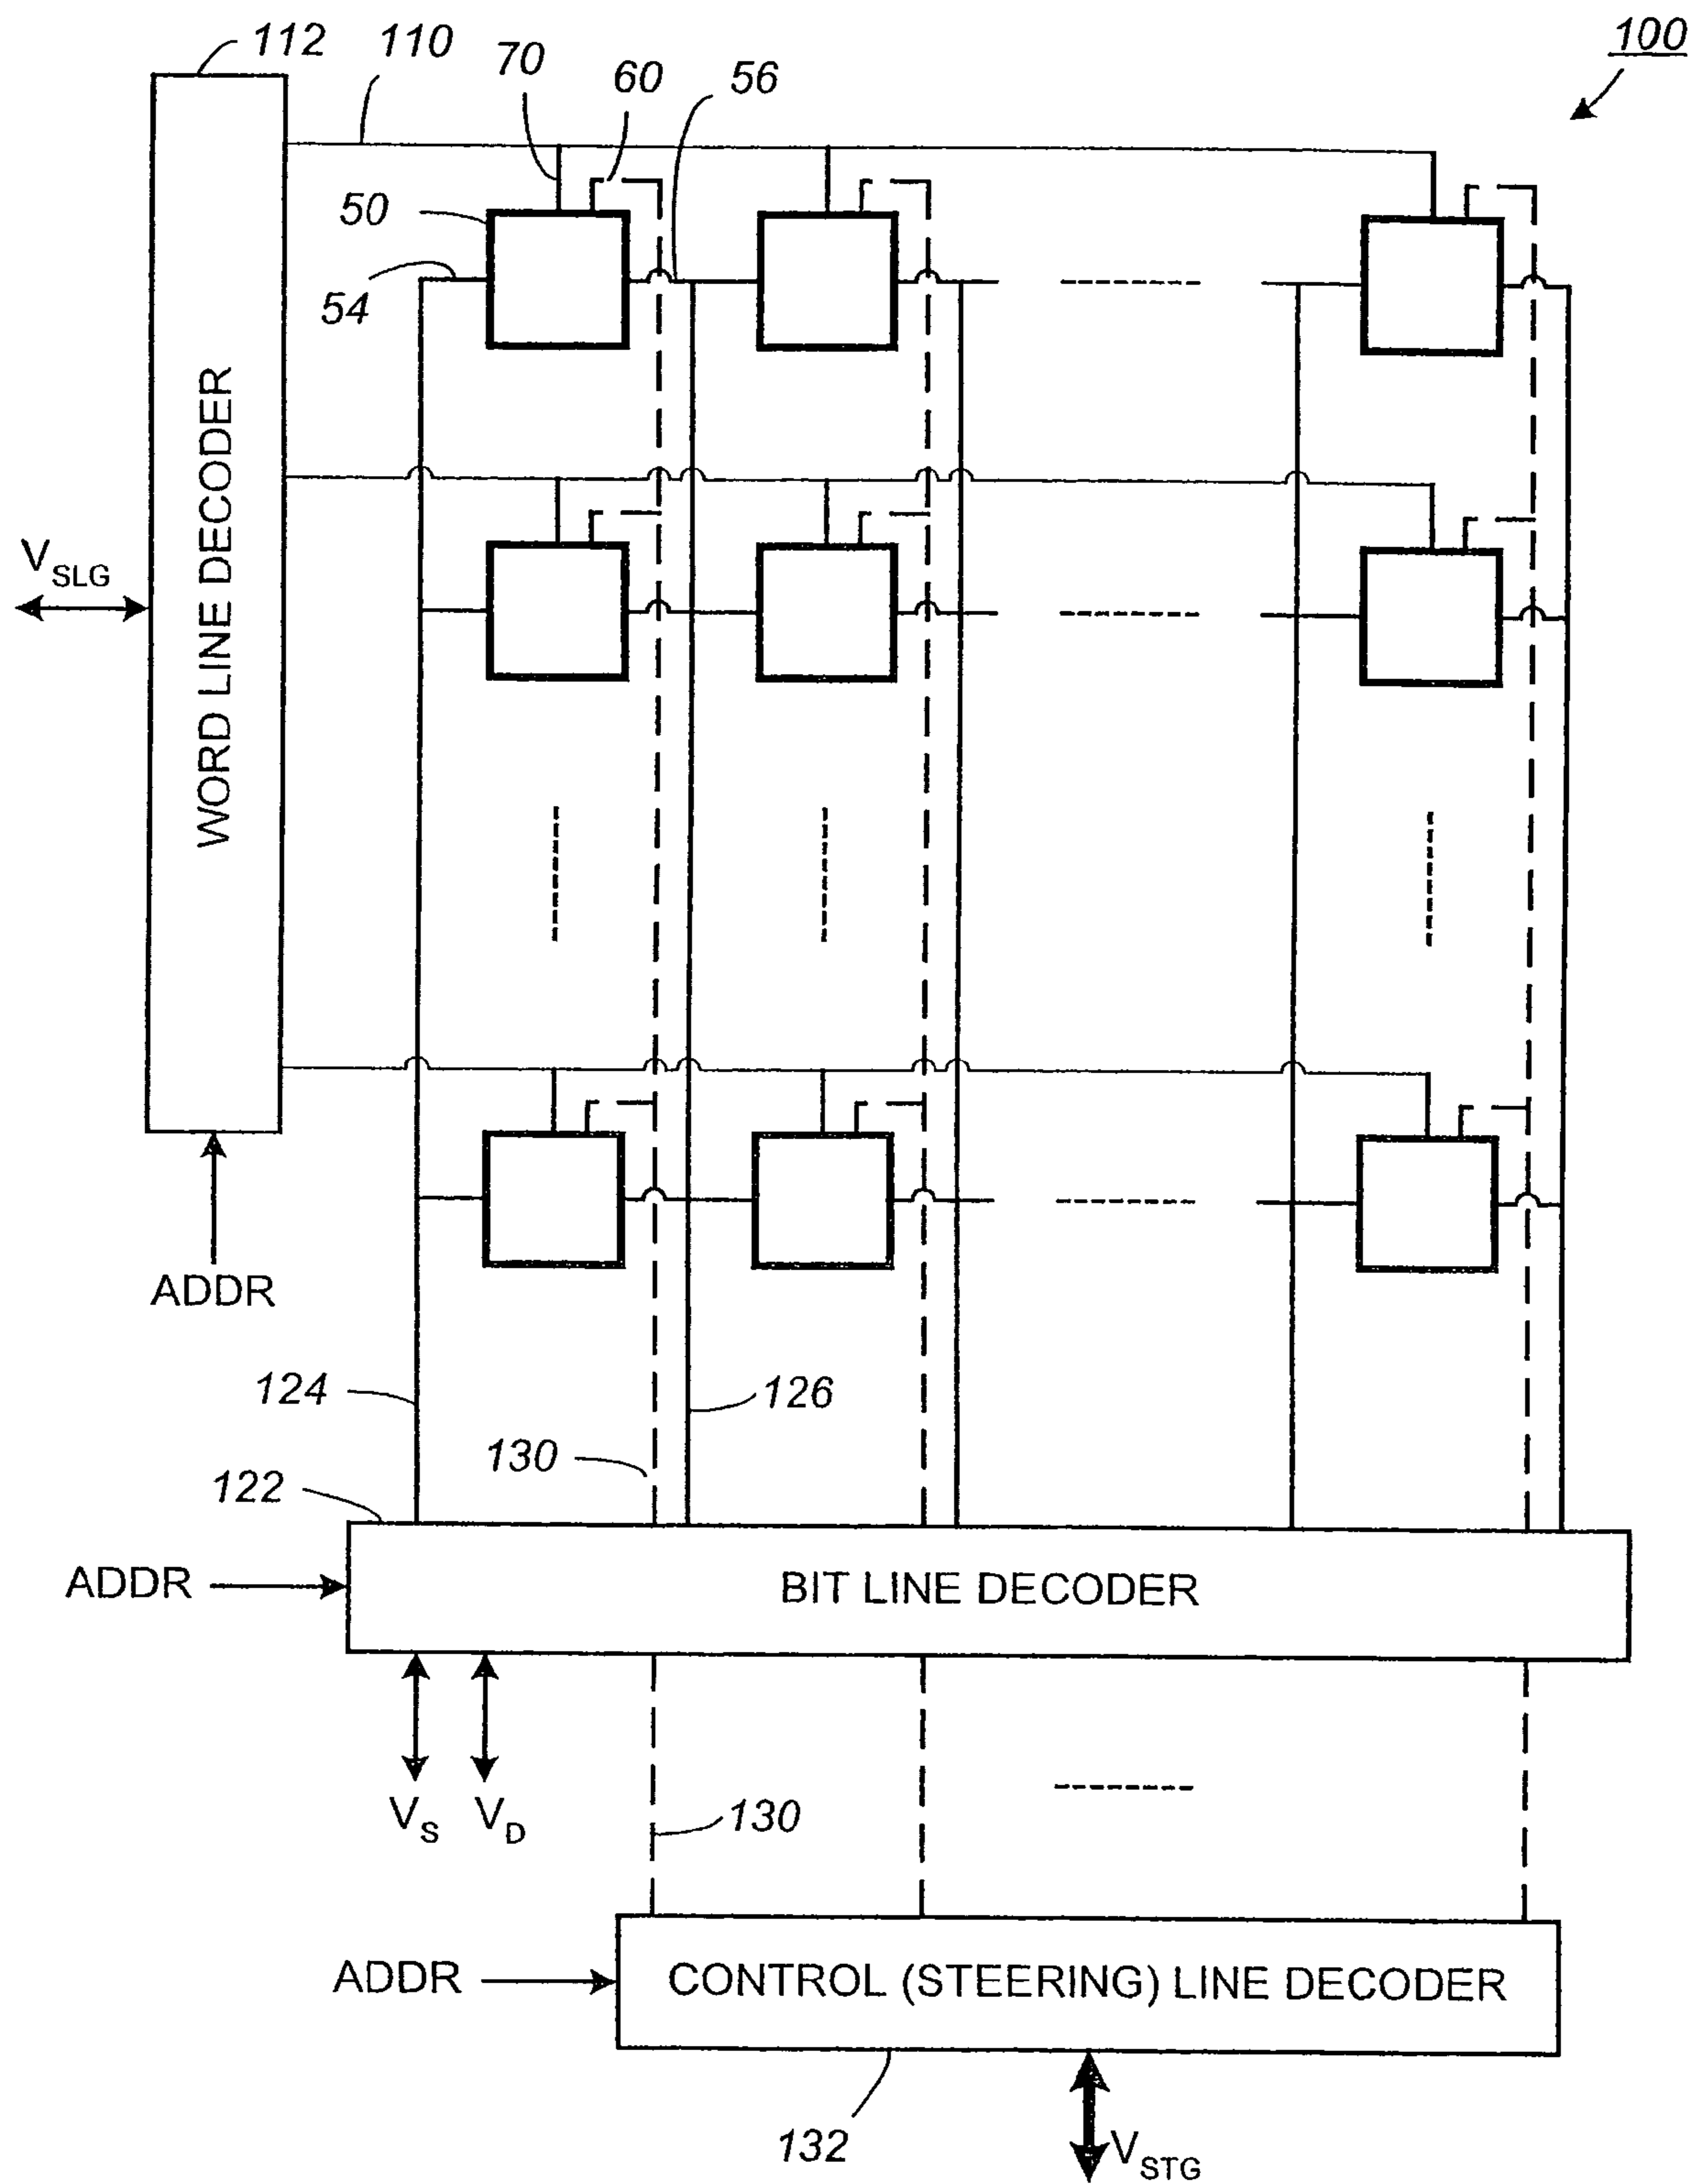 112
110
70
60
56
100
50
54
WORD LINE DECODER
VSLG
ADDR
124
126
130
122
ADDR
BIT LINE DECODER
VS
VD
130
ADDR
CONTROL (STEERING) LINE DECODER
132
VSTG